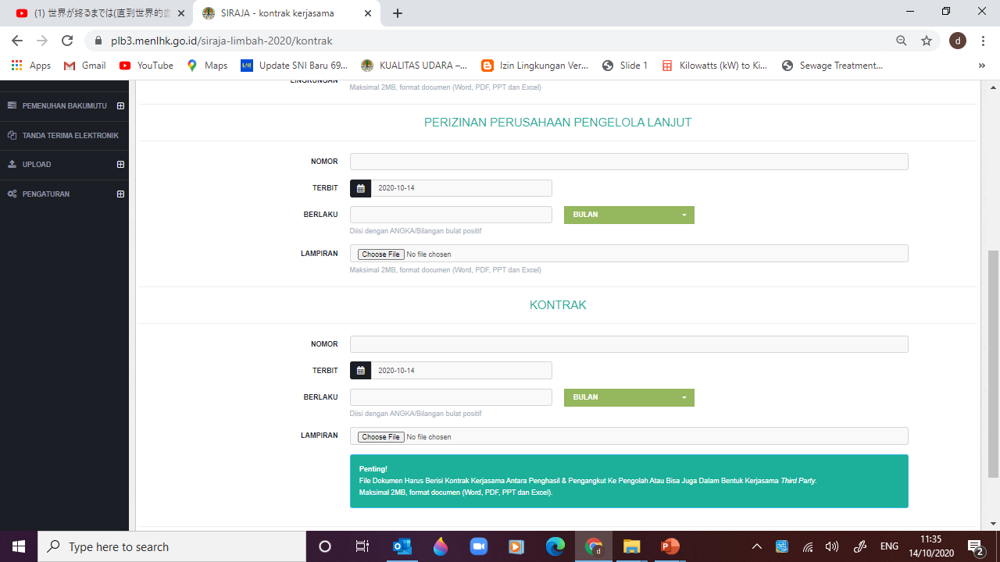 (1) 世界が終るまでは(直到世界的盡
SIRAJA - kontrak kerjasama
plb3.menlhk.go.id/siraja-limbah-2020/kontrak
d
Apps
Gmail
YouTube
Maps
Update SNI Baru 69...
KUALITAS UDARA –...
Izin Lingkungan Ver...
Slide 1
Kilowatts (kW) to Ki...
Sewage Treatment...
»
LINGKUNGAN
Maksimal 2MB, format documen (Word, PDF, PPT dan Excel)
PEMENUHAN BAKUMUTU
TANDA TERIMA ELEKTRONIK
UPLOAD
PENGATURAN
PERIZINAN PERUSAHAAN PENGELOLA LANJUT
NOMOR
TERBIT 2020-10-14
BERLAKU BULAN
Diisi dengan ANGKA/Bilangan bulat positif
LAMPIRAN Choose File No file chosen
Maksimal 2MB, format documen (Word, PDF, PPT dan Excel)
KONTRAK
NOMOR
TERBIT 2020-10-14
BERLAKU BULAN
Diisi dengan ANGKA/Bilangan bulat positif
LAMPIRAN Choose File No file chosen
Penting!
File Dokumen Harus Berisi Kontrak Kerjasama Antara Penghasil & Pengangkut Ke Pengolah Atau Bisa Juga Dalam Bentuk Kerjasama Third Party.
Maksimal 2MB, format documen (Word, PDF, PPT dan Excel).
Type here to search
ENG
11:35
14/10/2020
2